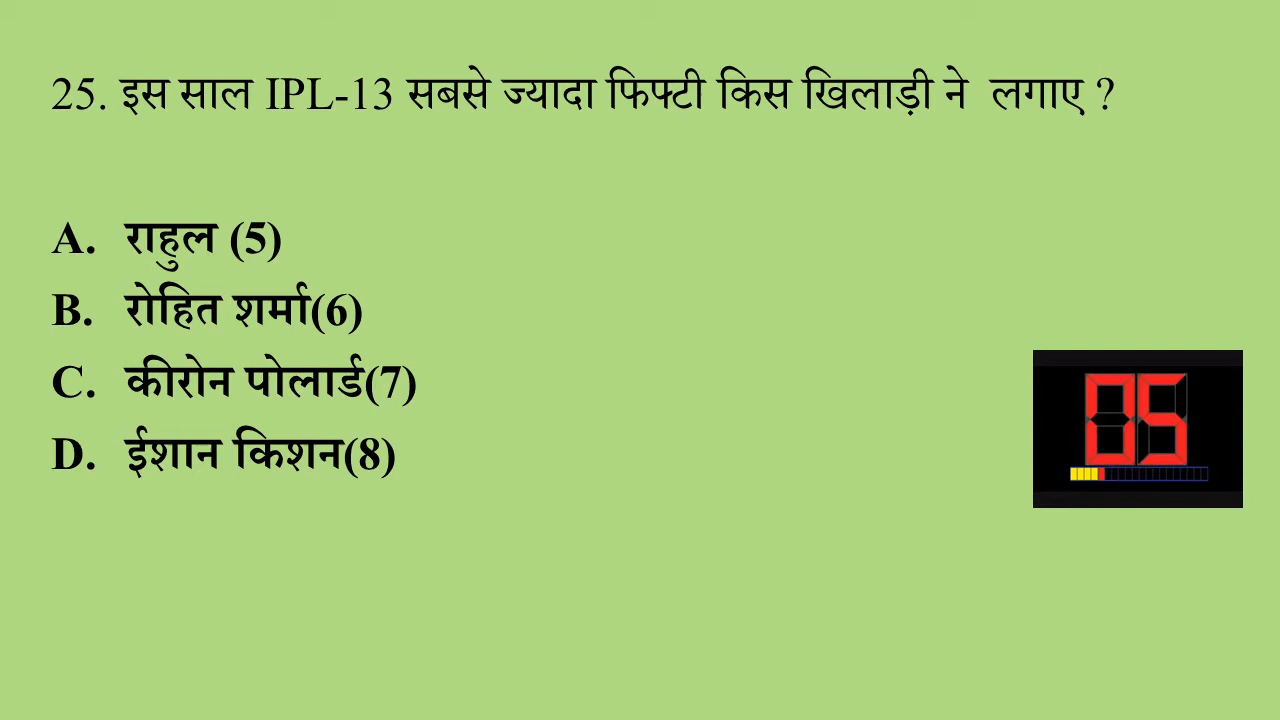 25. इस साल IPL-13 सबसे ज्यादा फिफ्टी किस खिलाड़ी ने लगाए ?
A. राहुल (5)
B. रोहित शर्मा(6)
C. कीरोन पोलार्ड(7)
D. ईशान किशन(8)
05